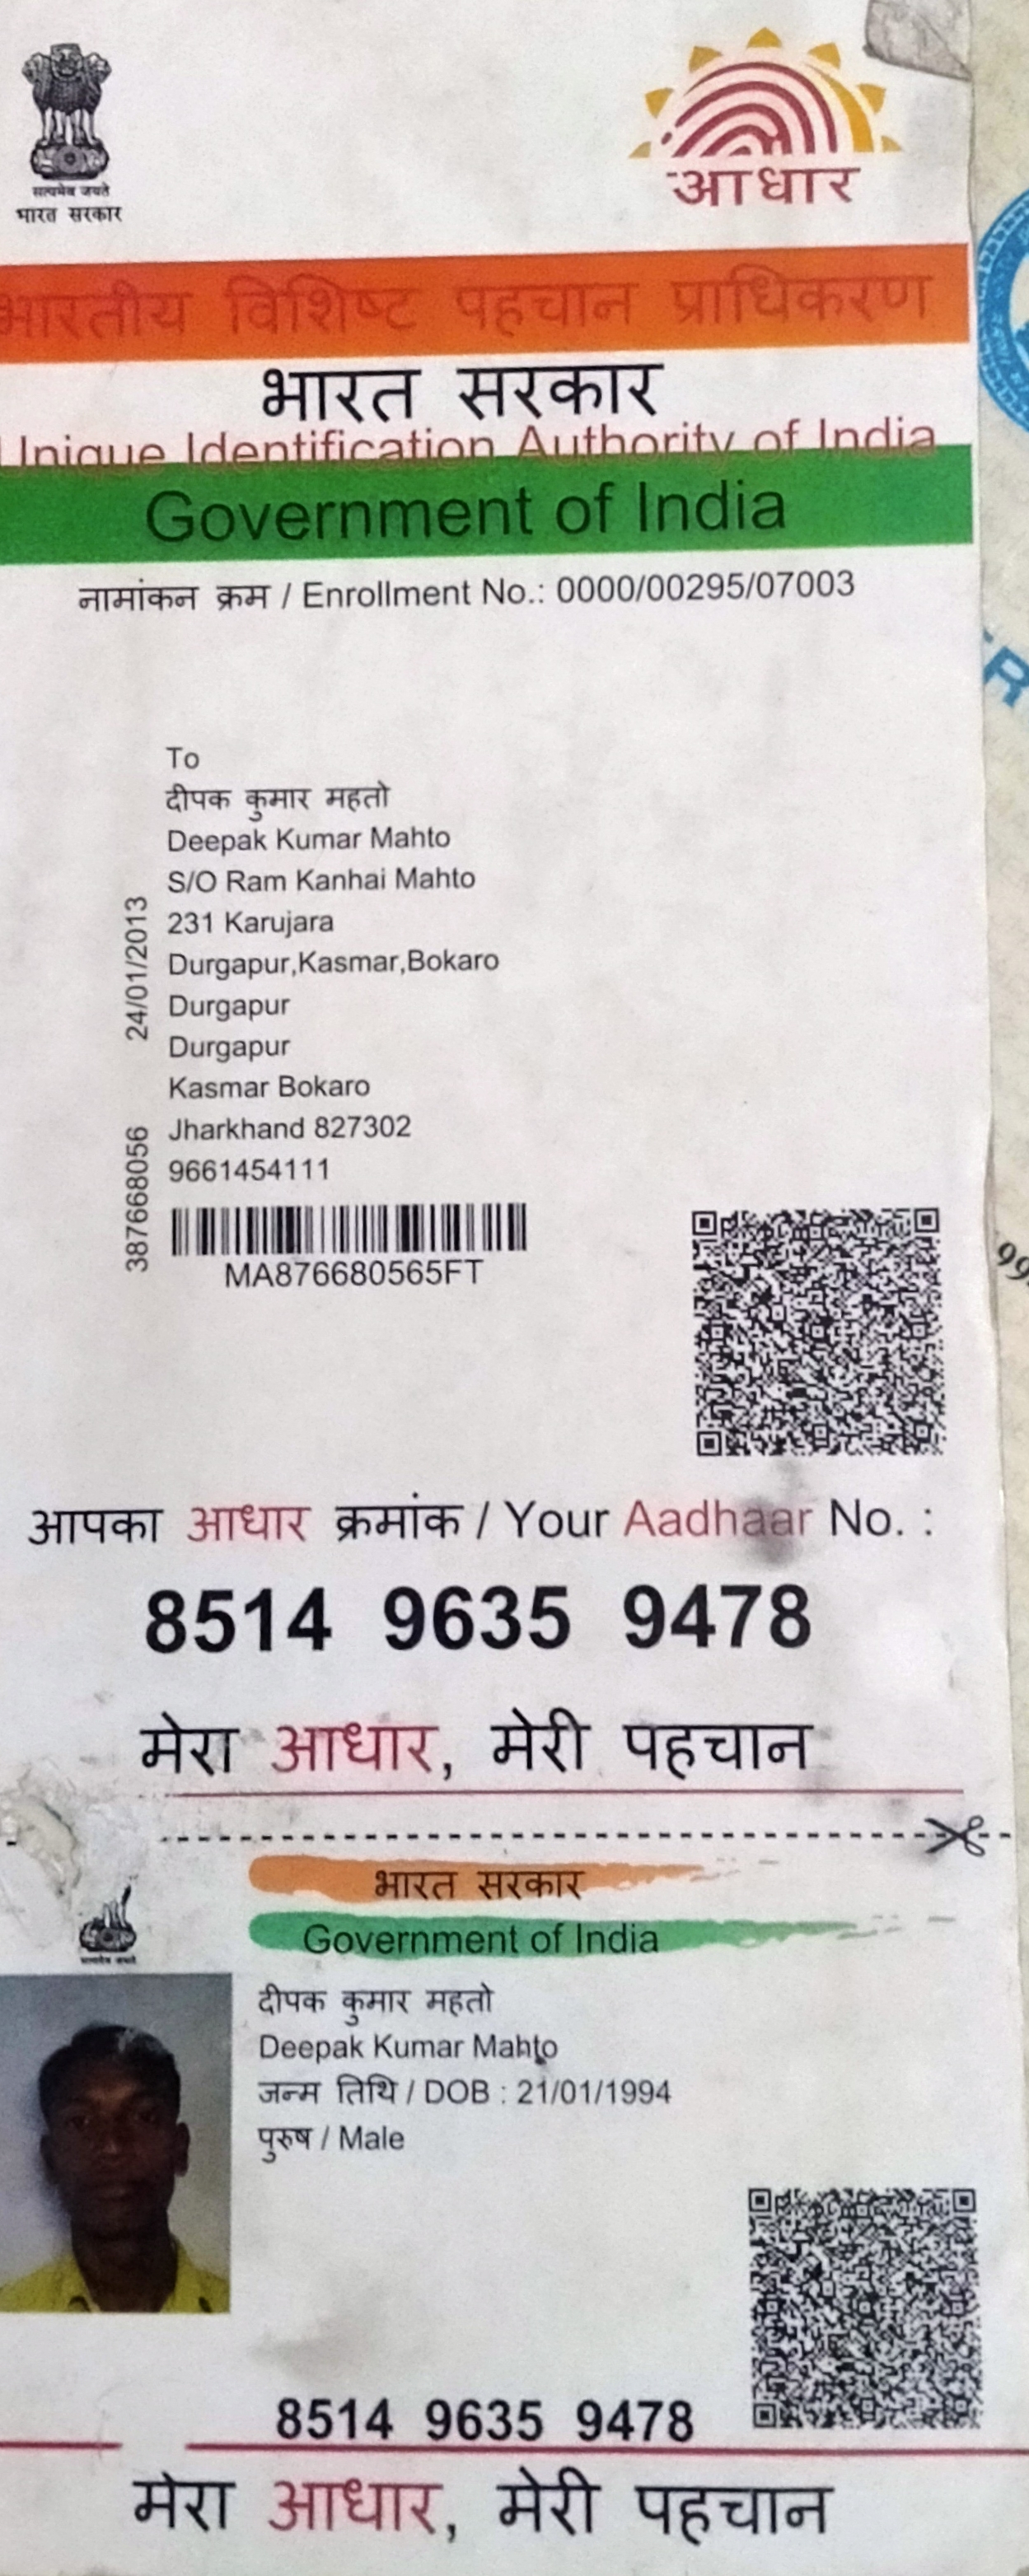 सत्यमेव जयते
भारत सरकार
आधार
भारतीय विशिष्ट पहचान प्राधिकरण
भारत सरकार
Unique Identification Authority of India
Government of India
नामांकन क्रम / Enrollment No.: 0000/00295/07003
To
दीपक कुमार महतो
Deepak Kumar Mahto
S/O Ram Kanhai Mahto
231 Karujara
Durgapur,Kasmar,Bokaro
Durgapur
Durgapur
Kasmar Bokaro
Jharkhand 827302
9661454111
24/01/2013
387668056
MA876680565FT
आपका आधार क्रमांक / Your Aadhaar No. :
8514 9635 9478
मेरा आधार, मेरी पहचान
भारत सरकार
Government of India
दीपक कुमार महतो
Deepak Kumar Mahto
जन्म तिथि / DOB : 21/01/1994
पुरुष / Male
8514 9635 9478
मेरा आधार, मेरी पहचान